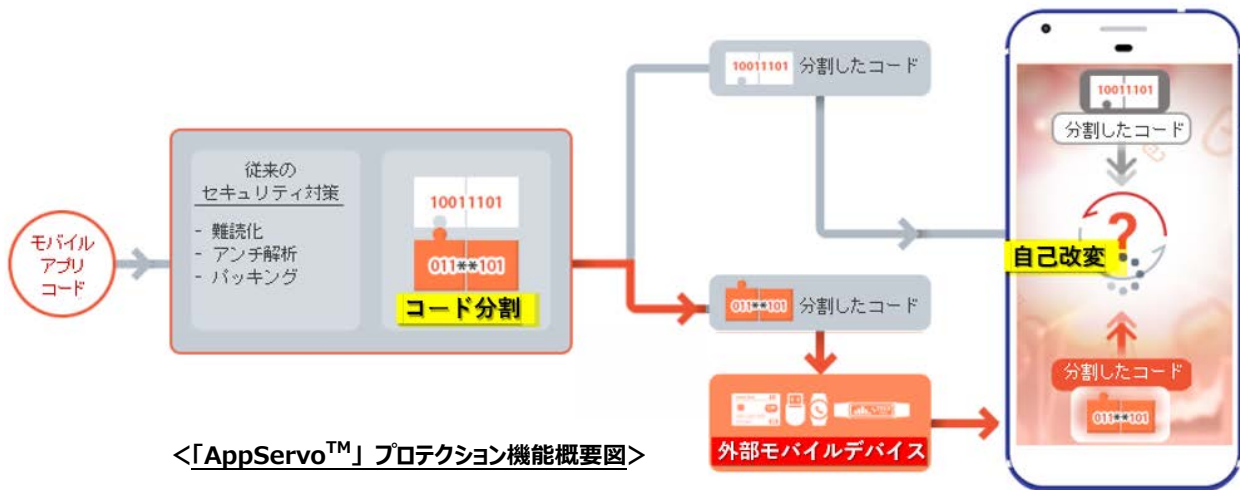 モバイル
アプリ
コード
従来の
セキュリティ対策
- 難読化
- アンチ解析
- パッキング
10011101
011**101
コード分割
10011101 分割したコード
011**101 分割したコード
外部モバイルデバイス
10011101
分割したコード
?
自己改変
分割したコード
011**101
<「AppServo™」 プロテクション機能概要図>